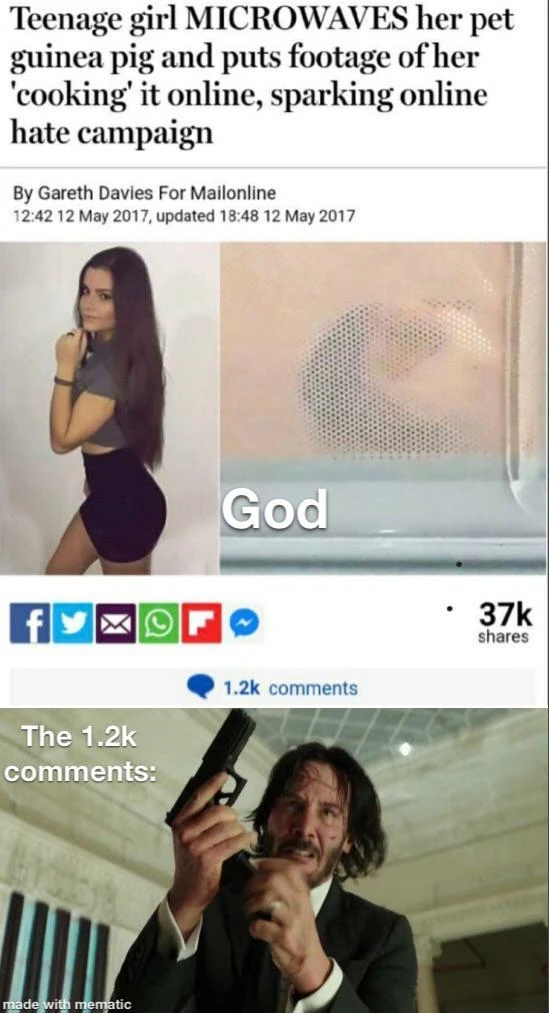 Teenage girl MICROWAVES her pet
guinea pig and puts footage of her
'cooking' it online, sparking online
hate campaign
By Gareth Davies For Mailonline
12:42 12 May 2017, updated 18:48 12 May 2017
God
37k
shares
1.2k comments
The 1.2k
comments:
made with mematic